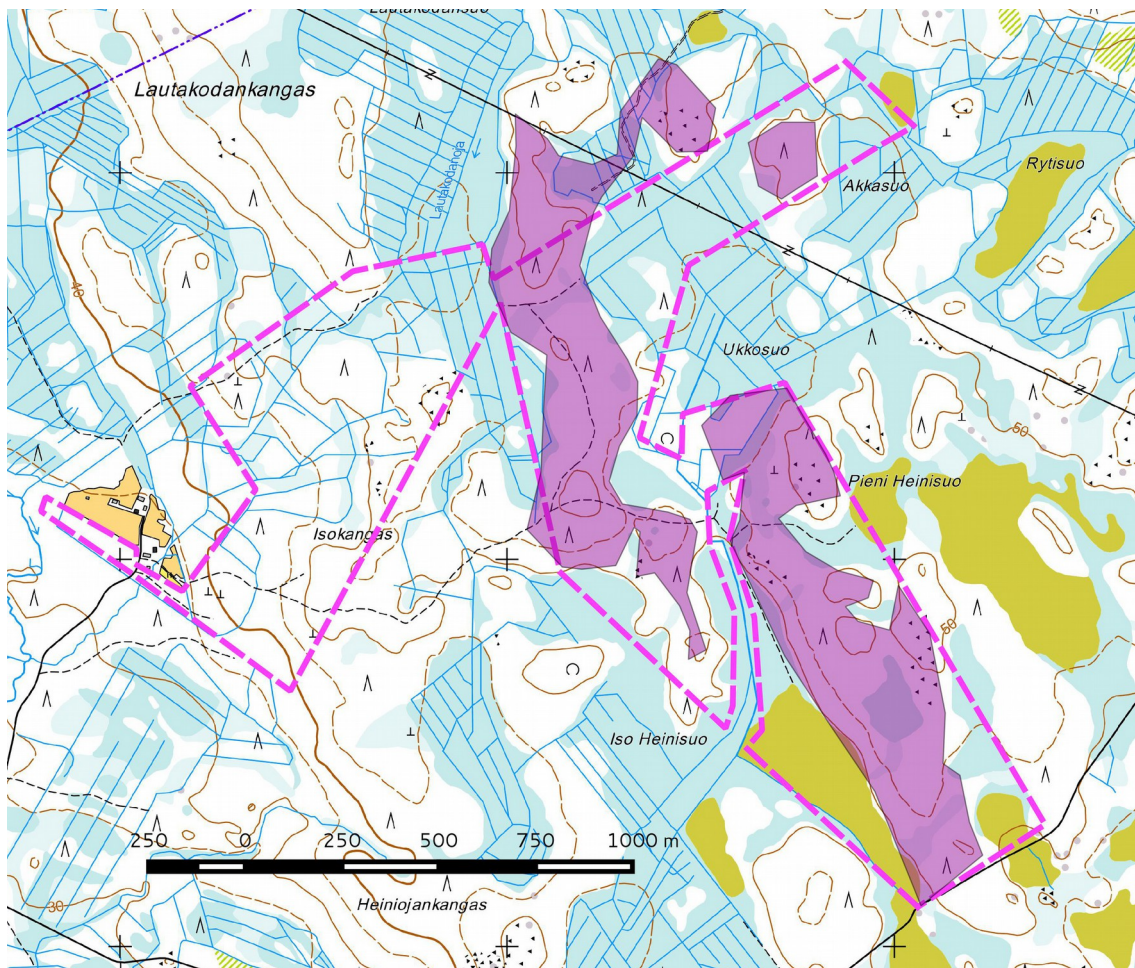 Lautakodansuo
Lautakodankangas
Lautakodanoja
Rytisuo
Akkasuo
40
Ukkosuo
50
Pieni Heinisuo
Isokangas
50
Iso Heinisuo
250 0 250 500 750 1000 m
30
Heiniojankangas